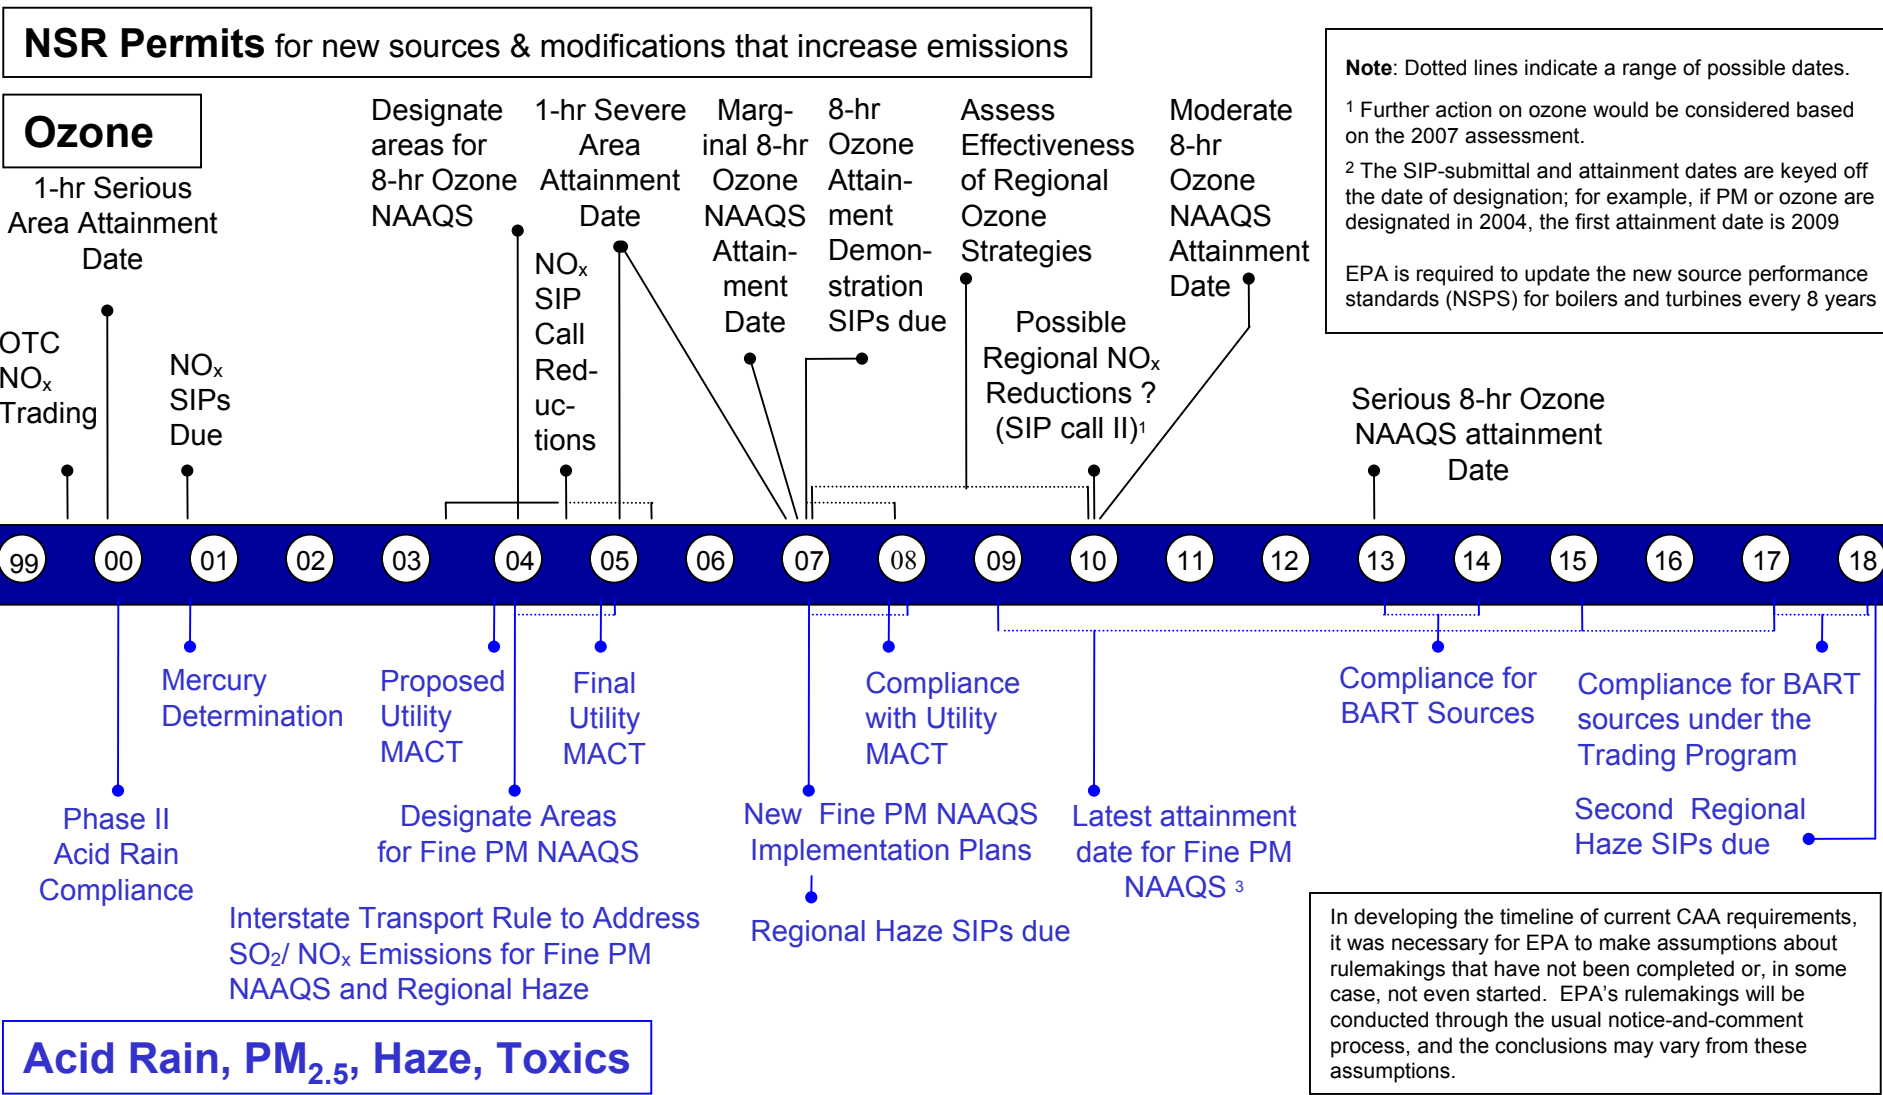 NSR Permits for new sources & modifications that increase emissions
Ozone
1-hr Serious
Area Attainment
Date
OTC
NOx
Trading
NOx
SIPs
Due
Designate
areas for
8-hr Ozone
NAAQS
1-hr Severe
Area
Attainment
Date
NOx
SIP
Call
Red-
uc-
tions
Marg-
inal 8-hr
Ozone
NAAQS
Attain-
ment
Date
8-hr
Ozone
Attain-
ment
Demon-
stration
SIPs due
Assess
Effectiveness
of Regional
Ozone
Strategies
Possible
Regional NOx
Reductions ?
(SIP call II)1
Moderate
8-hr
Ozone
NAAQS
Attainment
Date
Serious 8-hr Ozone
NAAQS attainment
Date
Note: Dotted lines indicate a range of possible dates.
1 Further action on ozone would be considered based
on the 2007 assessment.
2 The SIP-submittal and attainment dates are keyed off
the date of designation; for example, if PM or ozone are
designated in 2004, the first attainment date is 2009
EPA is required to update the new source performance
standards (NSPS) for boilers and turbines every 8 years
99 00 01 02 03 04 05 06 07 08 09 10 11 12 13 14 15 16 17 18
Mercury
Determination
Proposed
Utility
MACT
Final
Utility
MACT
Compliance
with Utility
MACT
Compliance for
BART Sources
Compliance for BART
sources under the
Trading Program
Phase II
Acid Rain
Compliance
Designate Areas
for Fine PM NAAQS
New Fine PM NAAQS
Implementation Plans
Latest attainment
date for Fine PM
NAAQS 3
Second Regional
Haze SIPs due
Interstate Transport Rule to Address
SO2/ NOx Emissions for Fine PM
NAAQS and Regional Haze
Regional Haze SIPs due
In developing the timeline of current CAA requirements,
it was necessary for EPA to make assumptions about
rulemakings that have not been completed or, in some
case, not even started. EPA's rulemakings will be
conducted through the usual notice-and-comment
process, and the conclusions may vary from these
assumptions.
Acid Rain, PM2.5, Haze, Toxics